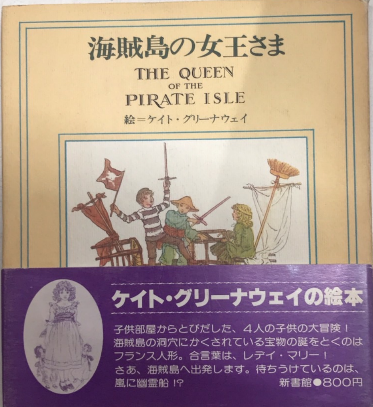 海賊島の女王さま
THE QUEEN
OF THE
PIRATE ISLE
絵=ケイト・グリーナウェイ
ケイト・グリーナウェイの絵本
子供部屋からとびだした、4人の子供の大冒険!
海賊島の洞穴にかくされている宝物の謎をとくのは
フランス人形。合言葉は、レディ・マリー!
さあ、海賊島へ出発します。待ちうけているのは、
嵐に幽霊船!?
新書館●800円